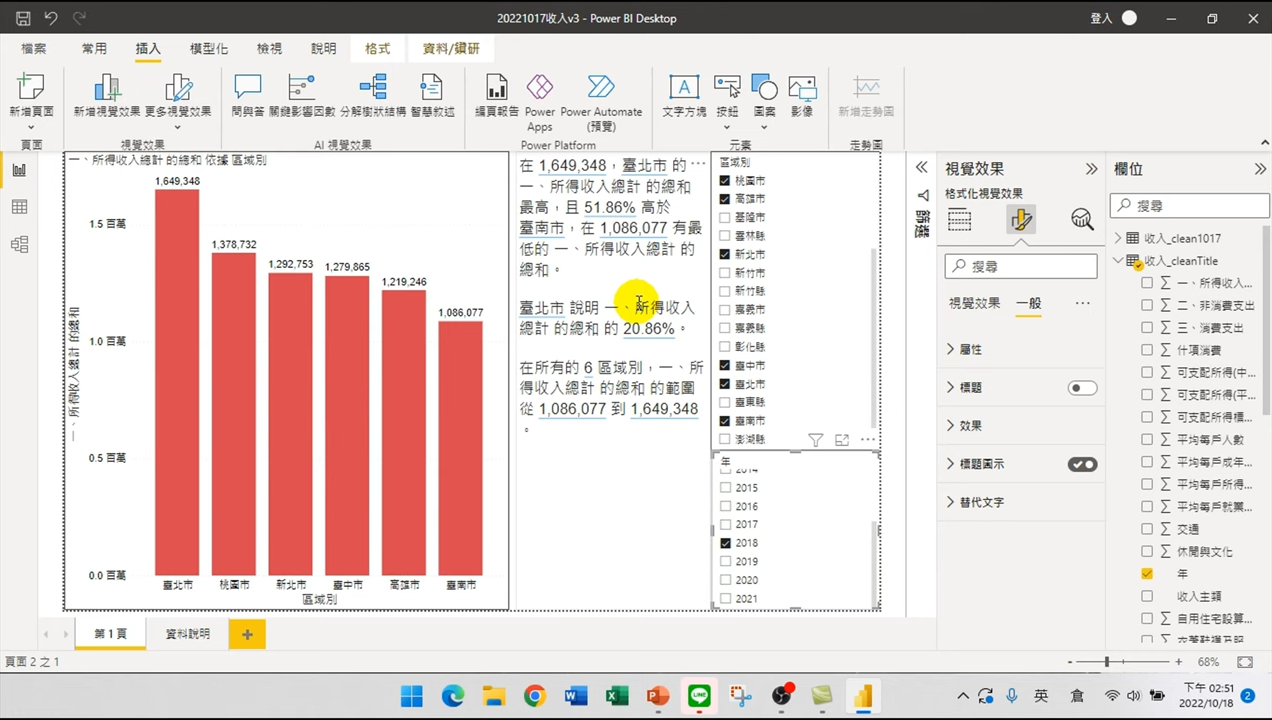 20221017收入v3 - Power BI Desktop
登入
檔案 常用 插入 模型化 檢視 說明 格式 資料/鑽研
新增頁面 新增視覺效果 更多視覺效果 問與答 關鍵影響因數 分解樹狀結構 智慧敘述 編頁報告 Power Apps Power Automate (預覽) 文字方塊 按鈕 圖案 影像 新增走勢圖
頁面 視覺效果 AI 視覺效果 Power Platform 元素 走勢圖
一、所得收入總計 的總和 依據 區域別
1,649,348
1,378,732
1,292,753
1,279,865
1,219,246
1,086,077
1.5 百萬
1.0 百萬
0.5 百萬
0.0 百萬
一、所得收入總計 的總和
臺北市 桃園市 新北市 臺中市 高雄市 臺南市
區域別
在 1,649,348，臺北市 的
一、所得收入總計 的總和
最高，且 51.86% 高於
臺南市，在 1,086,077 有最
低的 一、所得收入總計 的
總和。
臺北市 說明 一、所得收入
總計 的總和 的 20.86%。
在所有的 6 區域別，一、所
得收入總計 的總和 的範圍
從 1,086,077 到 1,649,348
。
區域別
桃園市
高雄市
基隆市
雲林縣
新北市
新竹市
新竹縣
嘉義市
嘉義縣
彰化縣
臺中市
臺北市
臺東縣
臺南市
澎湖縣
年
2014
2015
2016
2017
2018
2019
2020
2021
篩選
視覺效果
格式化視覺效果
搜尋
視覺效果 一般
屬性
標題
效果
標題圖示
替代文字
欄位
搜尋
收入_clean1017
收入_cleanTitle
一、所得收入...
二、非消費支出
三、消費支出
什項消費
可支配所得(中...
可支配所得(平...
可支配所得標...
平均每戶人數
平均每戶成年...
平均每戶所得...
平均每戶就業...
交通
休閒與文化
年
收入主類
自用住宅設算...
第 1 頁 資料說明
頁面 2 之 1
68%
英 倉
下午 02:51
2022/10/18
2